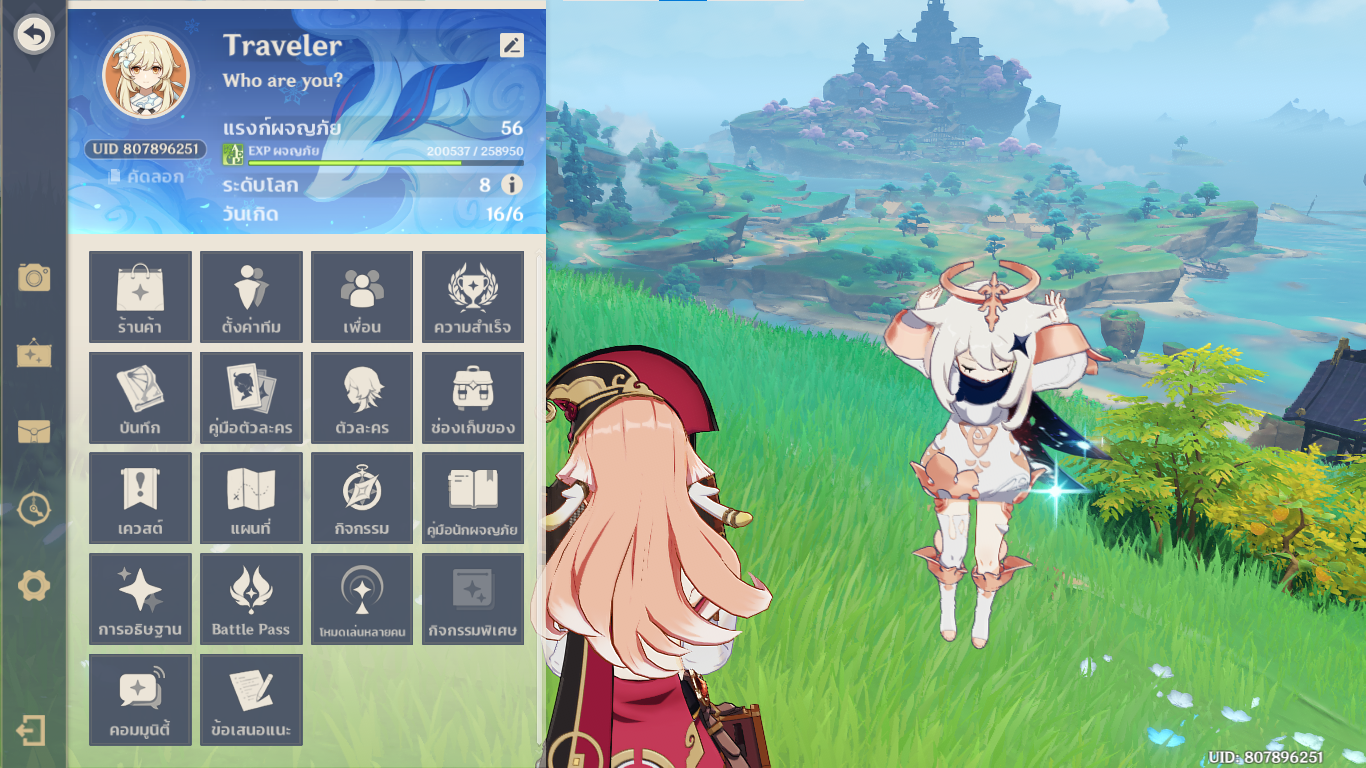 Traveler
Who are you?
แรงก์ผจญภัย 56
EXP ผจญภัย 200537 / 258950
UID 807896251
คัดลอก
ระดับโลก 8
วันเกิด 16/6
ร้านค้า ตั้งค่าทีม เพื่อน ความสำเร็จ
บันทึก คู่มือตัวละคร ตัวละคร ช่องเก็บของ
เควสต์ แผนที่ กิจกรรม คู่มือนักผจญภัย
การอธิษฐาน Battle Pass โหมดเล่นหลายคน กิจกรรมพิเศษ
คอมมูนิตี้ ข้อเสนอแนะ
UID: 807896251